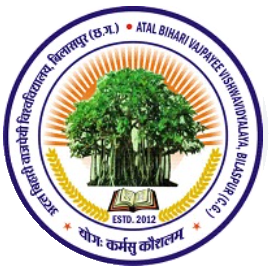 अटल बिहारी वाजपेयी विश्वविद्यालय, बिलासपुर (छ.ग.) • ATAL BIHARI VAJPAYEE VISHWAVIDYALAYA, BILASPUR (C.G.)
ESTD. 2012
• योगः कर्मसु कौशलम् •